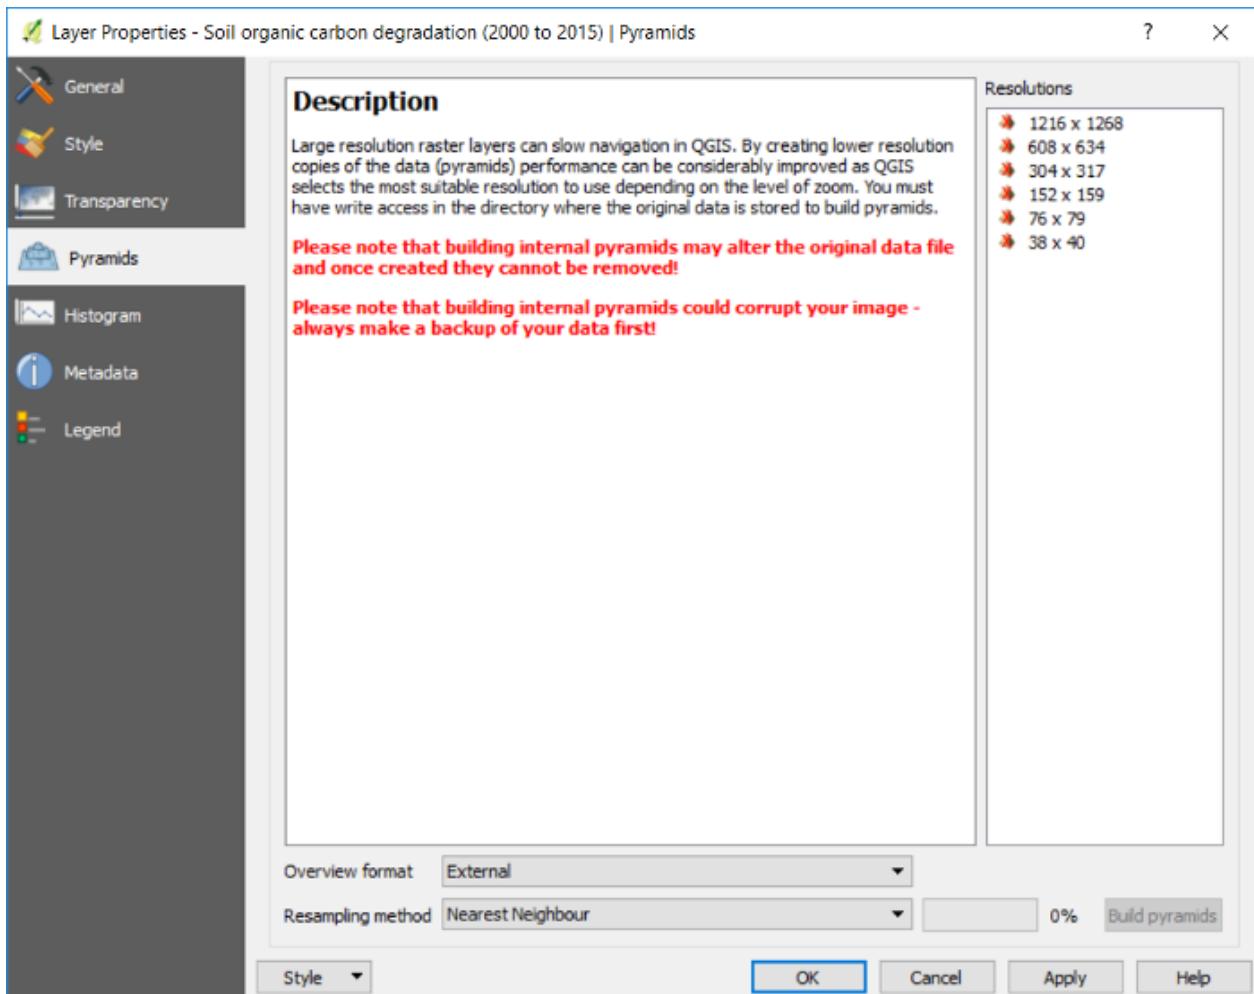 Layer Properties - Soil organic carbon degradation (2000 to 2015) | Pyramids
?
General
Style
Transparency
Pyramids
Histogram
Metadata
Legend
Description
Large resolution raster layers can slow navigation in QGIS. By creating lower resolution
copies of the data (pyramids) performance can be considerably improved as QGIS
selects the most suitable resolution to use depending on the level of zoom. You must
have write access in the directory where the original data is stored to build pyramids.
Please note that building internal pyramids may alter the original data file
and once created they cannot be removed!
Please note that building internal pyramids could corrupt your image -
always make a backup of your data first!
Resolutions
1216 x 1268
608 x 634
304 x 317
152 x 159
76 x 79
38 x 40
Overview format External
Resampling method Nearest Neighbour 0% Build pyramids
Style OK Cancel Apply Help